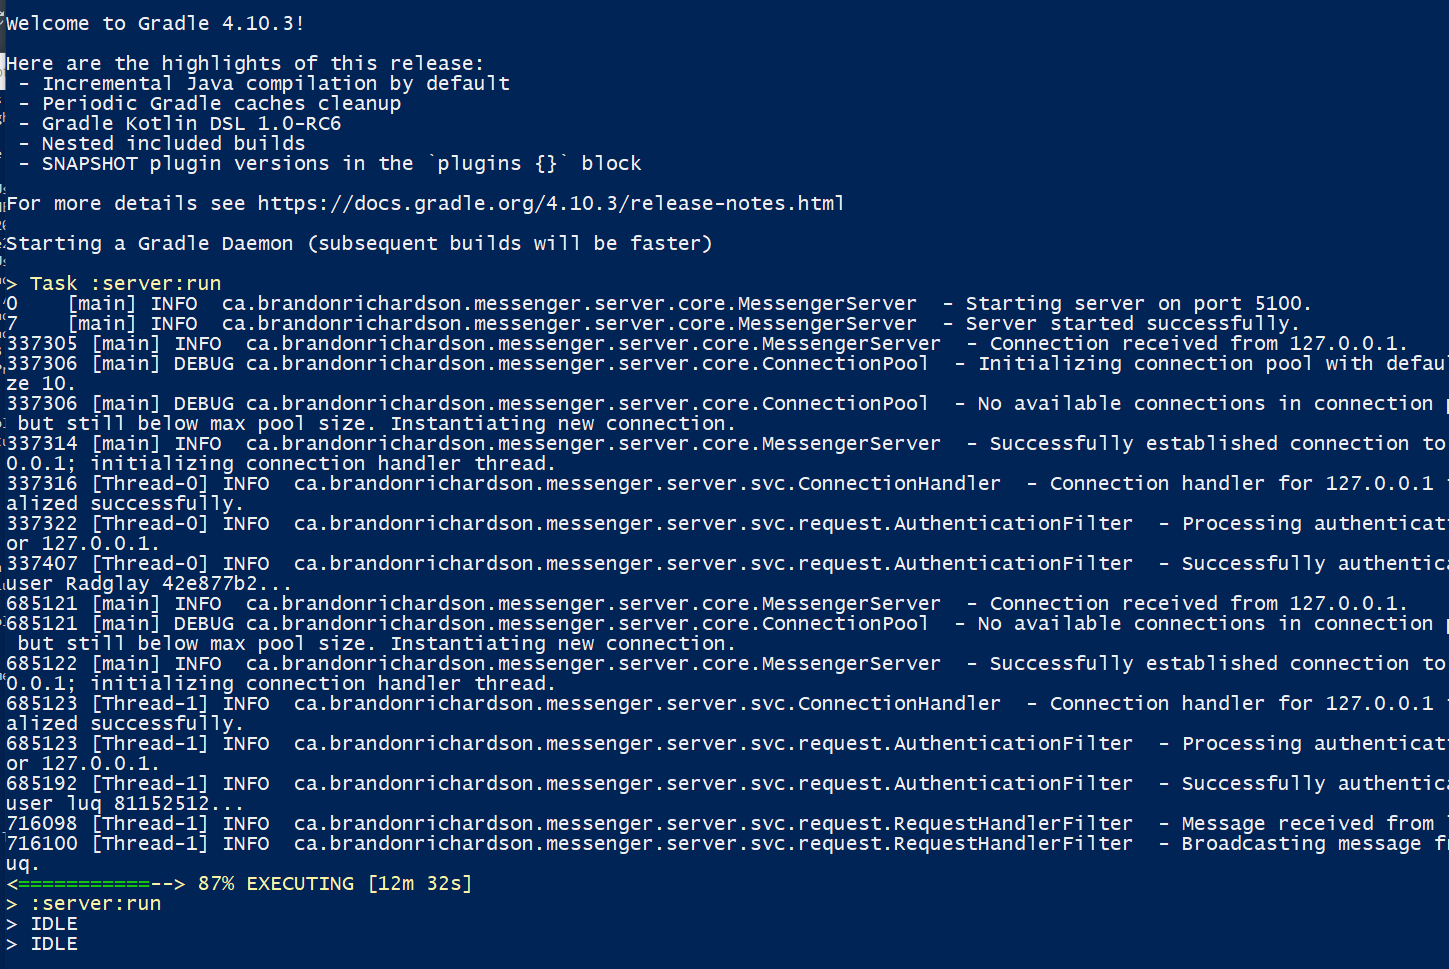 Welcome to Gradle 4.10.3!
Here are the highlights of this release:
- Incremental Java compilation by default
- Periodic Gradle caches cleanup
- Gradle Kotlin DSL 1.0-RC6
- Nested included builds
- SNAPSHOT plugin versions in the `plugins {}` block
For more details see https://docs.gradle.org/4.10.3/release-notes.html
Starting a Gradle Daemon (subsequent builds will be faster)
> Task :server:run
0    [main] INFO  ca.brandonrichardson.messenger.server.core.MessengerServer  - Starting server on port 5100.
7    [main] INFO  ca.brandonrichardson.messenger.server.core.MessengerServer  - Server started successfully.
337305 [main] INFO  ca.brandonrichardson.messenger.server.core.MessengerServer  - Connection received from 127.0.0.1.
337306 [main] DEBUG ca.brandonrichardson.messenger.server.core.ConnectionPool  - Initializing connection pool with defau
ze 10.
337306 [main] DEBUG ca.brandonrichardson.messenger.server.core.ConnectionPool  - No available connections in connection
but still below max pool size. Instantiating new connection.
337314 [main] INFO  ca.brandonrichardson.messenger.server.core.MessengerServer  - Successfully established connection to
0.0.1; initializing connection handler thread.
337316 [Thread-0] INFO  ca.brandonrichardson.messenger.server.svc.ConnectionHandler  - Connection handler for 127.0.0.1
alized successfully.
337322 [Thread-0] INFO  ca.brandonrichardson.messenger.server.svc.request.AuthenticationFilter  - Processing authenticat
or 127.0.0.1.
337407 [Thread-0] INFO  ca.brandonrichardson.messenger.server.svc.request.AuthenticationFilter  - Successfully authentic
user Radglay 42e877b2...
685121 [main] INFO  ca.brandonrichardson.messenger.server.core.MessengerServer  - Connection received from 127.0.0.1.
685121 [main] DEBUG ca.brandonrichardson.messenger.server.core.ConnectionPool  - No available connections in connection
but still below max pool size. Instantiating new connection.
685122 [main] INFO  ca.brandonrichardson.messenger.server.core.MessengerServer  - Successfully established connection to
0.0.1; initializing connection handler thread.
685123 [Thread-1] INFO  ca.brandonrichardson.messenger.server.svc.ConnectionHandler  - Connection handler for 127.0.0.1
alized successfully.
685123 [Thread-1] INFO  ca.brandonrichardson.messenger.server.svc.request.AuthenticationFilter  - Processing authenticat
or 127.0.0.1.
685192 [Thread-1] INFO  ca.brandonrichardson.messenger.server.svc.request.AuthenticationFilter  - Successfully authentic
user luq 81152512...
716098 [Thread-1] INFO  ca.brandonrichardson.messenger.server.svc.request.RequestHandlerFilter  - Message received from
716100 [Thread-1] INFO  ca.brandonrichardson.messenger.server.svc.request.RequestHandlerFilter  - Broadcasting message
uq.
<===========--> 87% EXECUTING [12m 32s]
> :server:run
> IDLE
> IDLE